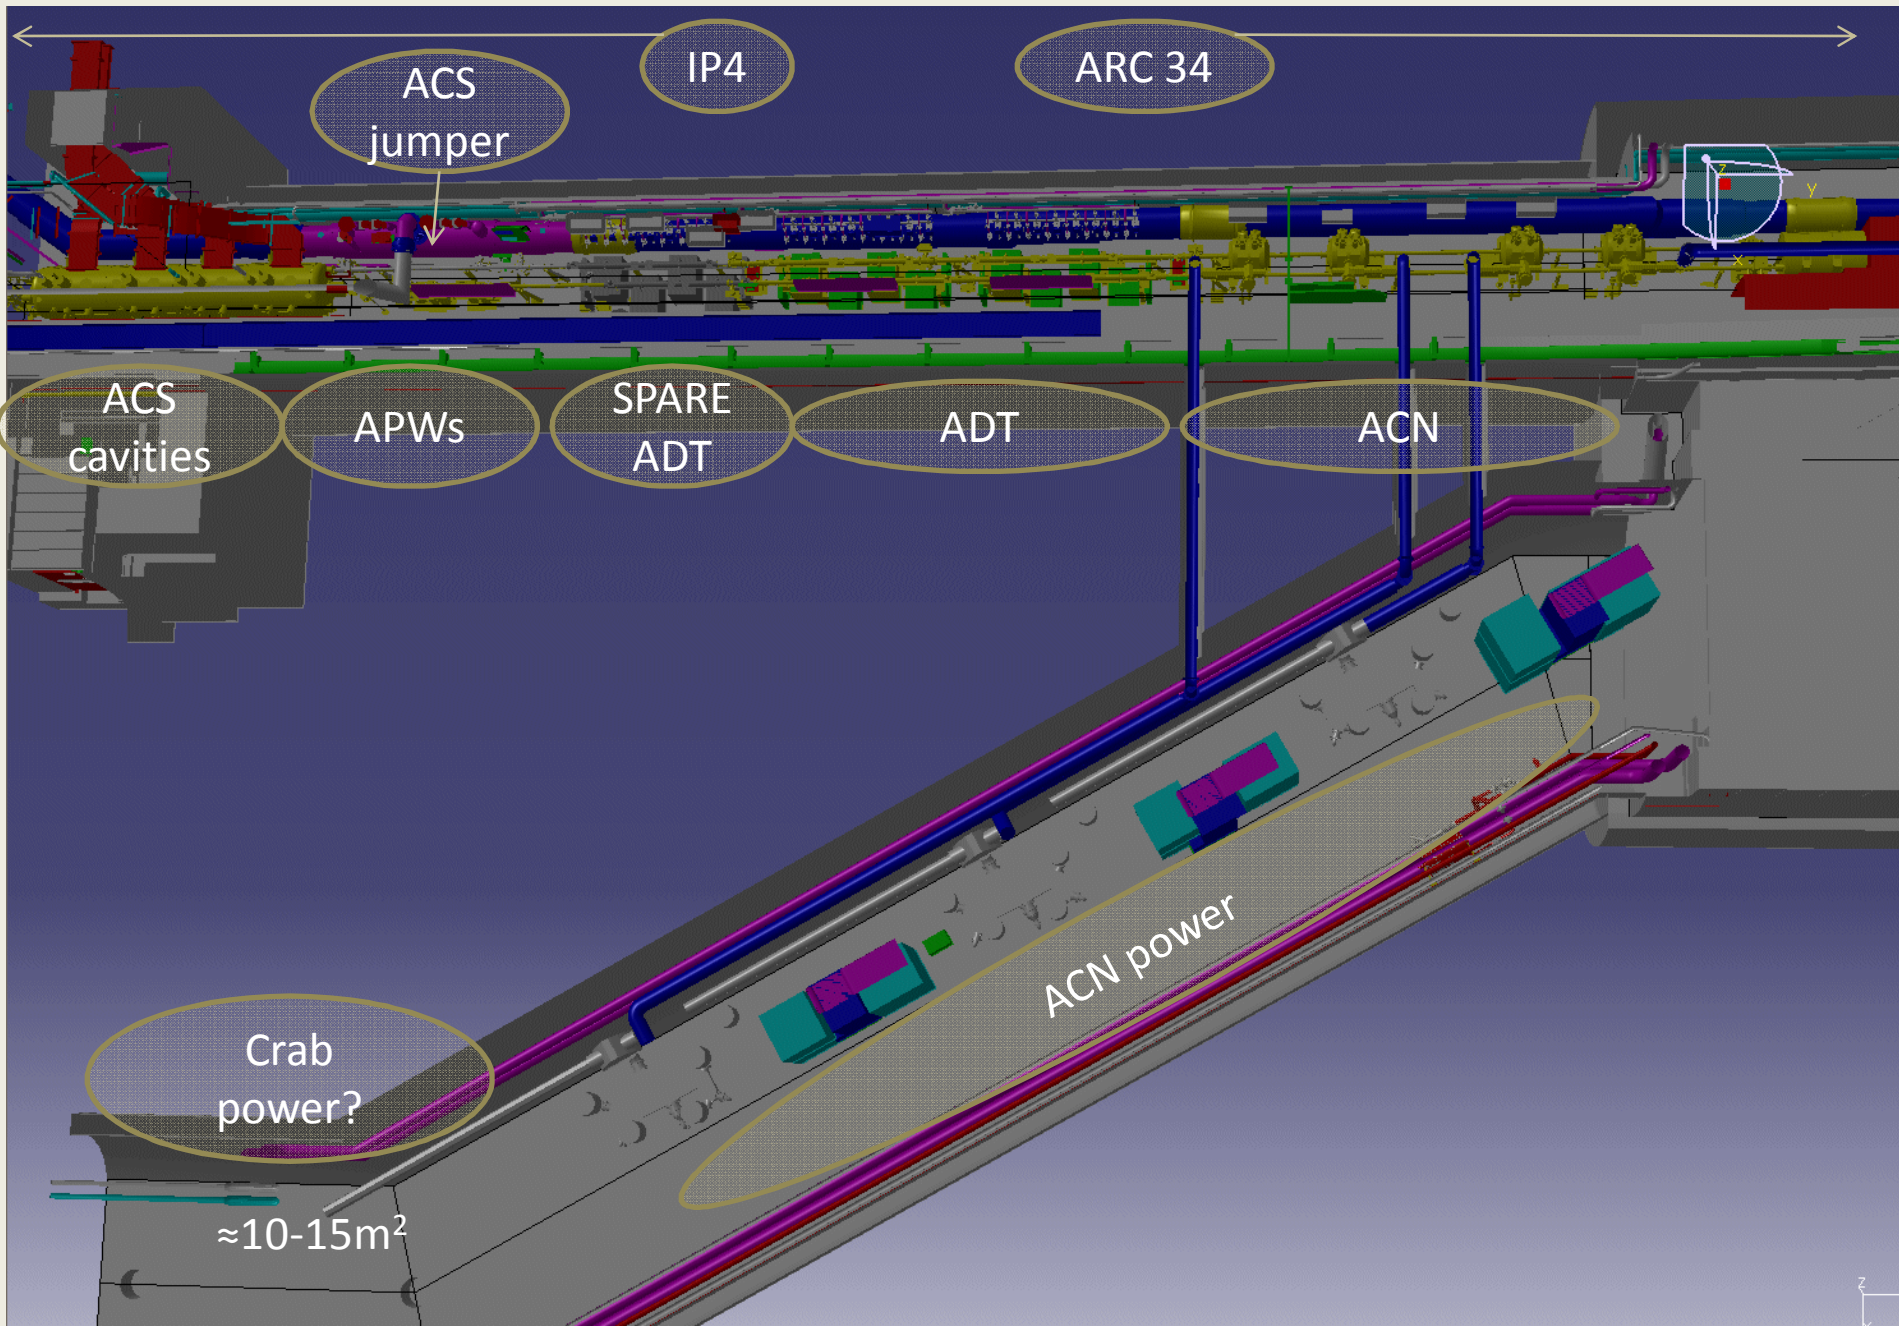 IP4
ARC 34
ACS
jumper
z
y
x
ACS
cavities
APWs
SPARE
ADT
ADT
ACN
ACN power
Crab
power?
≈10-15m²
z